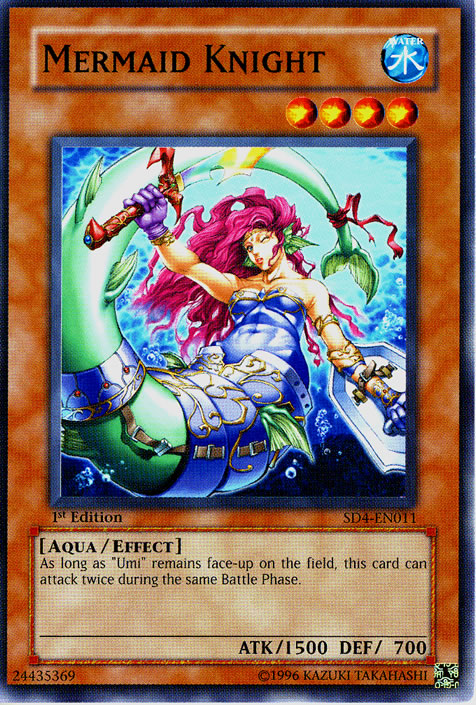 MERMAID KNIGHT
WATER
水
1st Edition
SD4-EN011
[AQUA/EFFECT]
As long as "Umi" remains face-up on the field, this card can
attack twice during the same Battle Phase.
ATK/1500 DEF/ 700
24435369
©1996 KAZUKI TAKAHASHI